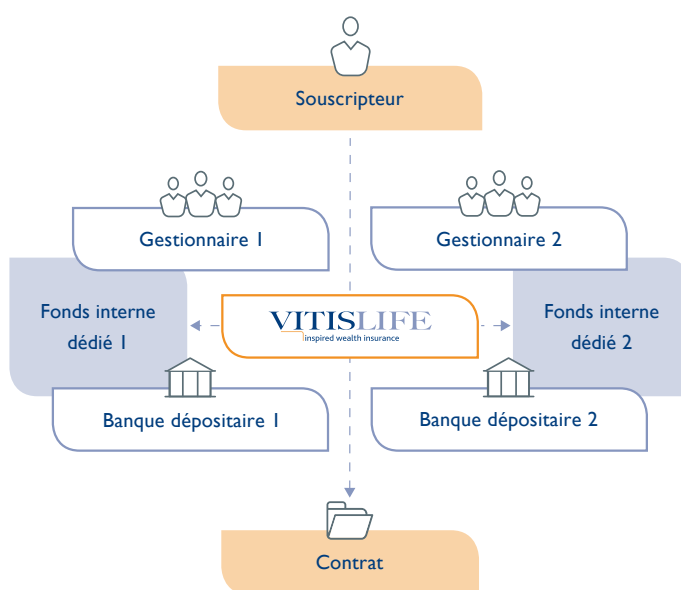 Souscripteur
Gestionnaire 1
Gestionnaire 2
Fonds interne
dédié 1
VITISLIFE
inspired wealth insurance
Fonds interne
dédié 2
Banque dépositaire 1
Banque dépositaire 2
Contrat